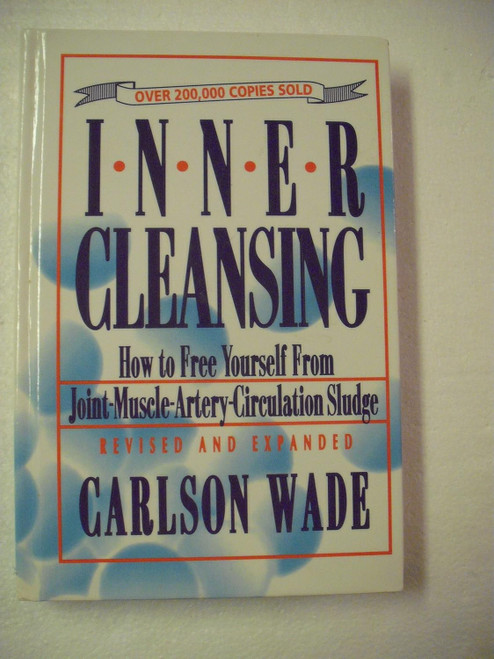 OVER 200,000 COPIES SOLD
I•N•N•E•R
CLEANSING
How to Free Yourself From
Joint-Muscle-Artery-Circulation Sludge
REVISED AND EXPANDED
CARLSON WADE